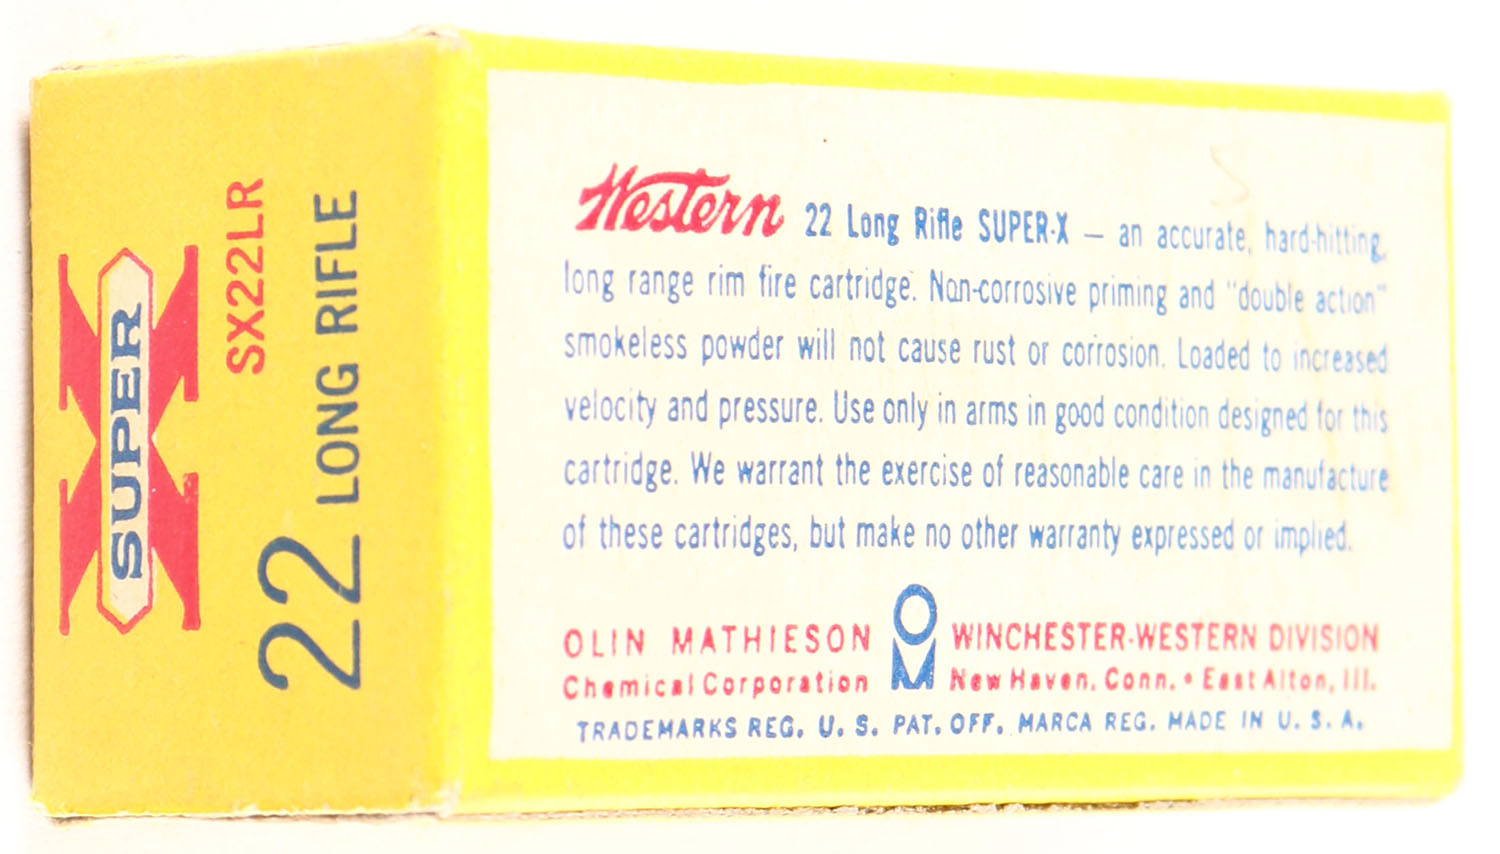 SUPER X
SX22LR
22 LONG RIFLE
Western 22 Long Rifle SUPER-X — an accurate, hard-hitting,
long range rim fire cartridge. Non-corrosive priming and "double action"
smokeless powder will not cause rust or corrosion. Loaded to increased
velocity and pressure. Use only in arms in good condition designed for this
cartridge. We warrant the exercise of reasonable care in the manufacture
of these cartridges, but make no other warranty expressed or implied.
OLIN MATHIESON OM WINCHESTER-WESTERN DIVISION
Chemical Corporation New Haven, Conn. • East Alton, Ill.
TRADEMARKS REG. U. S. PAT. OFF. MARCA REG. MADE IN U. S. A.